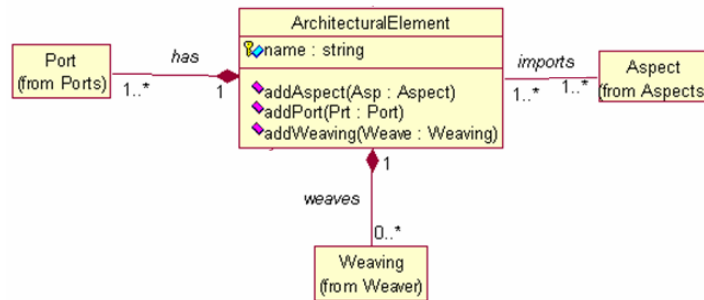 ArchitecturalElement
name : string
addAspect(Asp : Aspect)
addPort(Prt : Port)
addWeaving(Weave : Weaving)
Port
(from Ports)
has
1..*
1
imports
1..*
1..*
Aspect
(from Aspects
1
weaves
0..*
Weaving
(from Weaver)